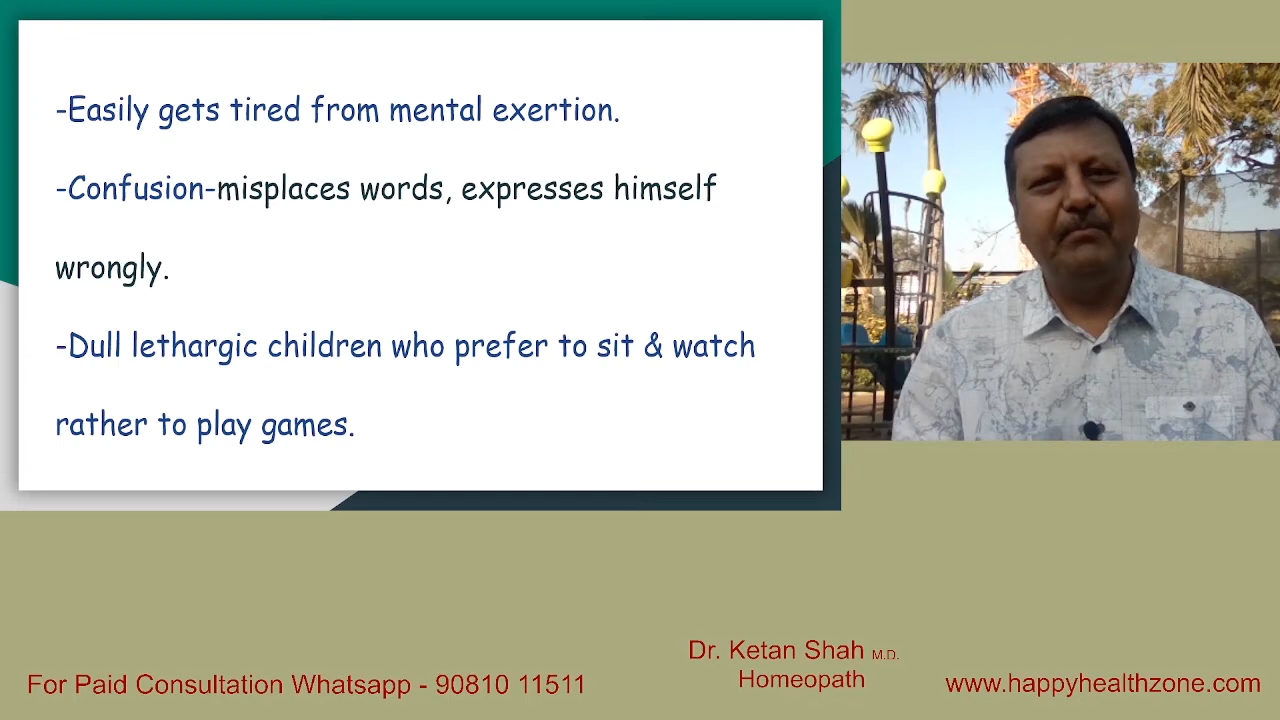 -Easily gets tired from mental exertion.
-Confusion-misplaces words, expresses himself
wrongly.
-Dull lethargic children who prefer to sit & watch
rather to play games.
Dr. Ketan Shah M.D.
Homeopath
For Paid Consultation Whatsapp - 90810 11511
www.happyhealthzone.com